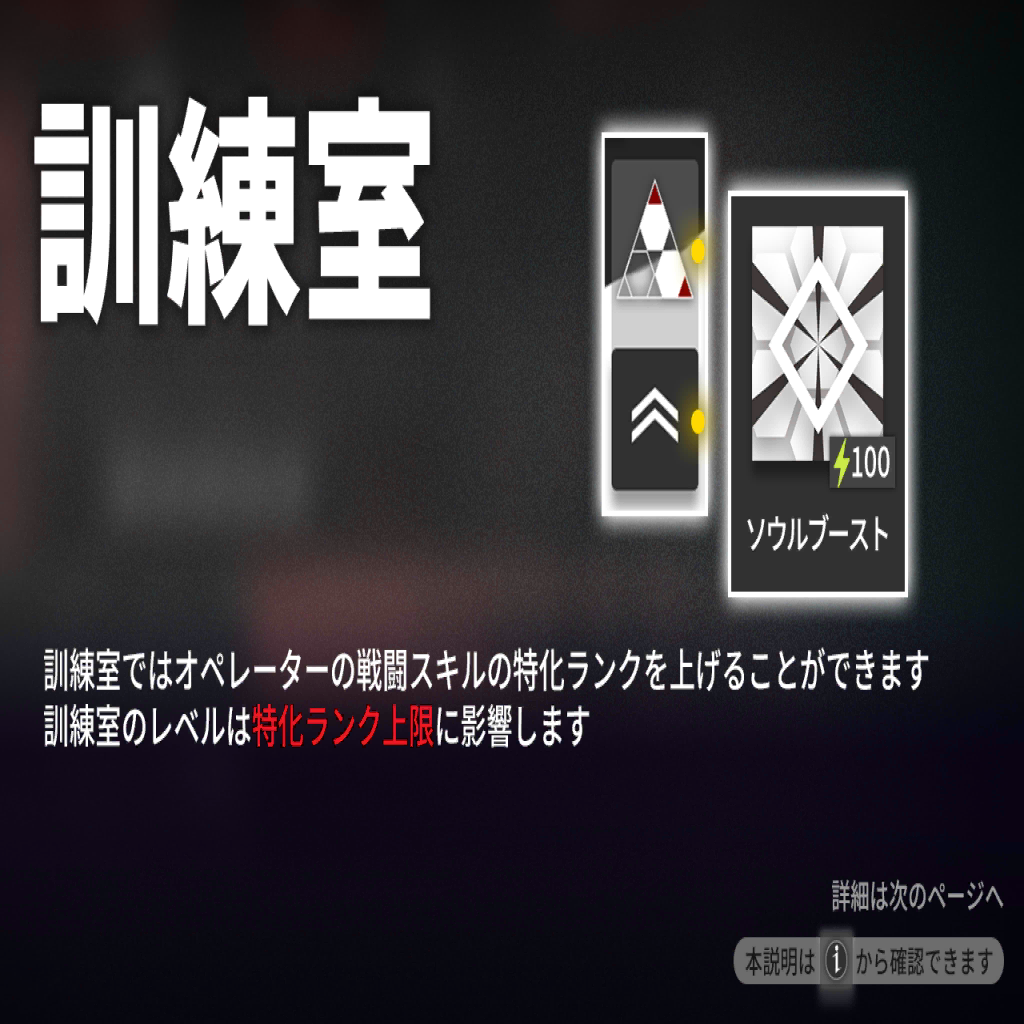 訓練室
100
ソウルブースト
訓練室ではオペレーターの戦闘スキルの特化ランクを上げることができます
訓練室のレベルは特化ランク上限に影響します
詳細は次のページへ
本説明は i から確認できます